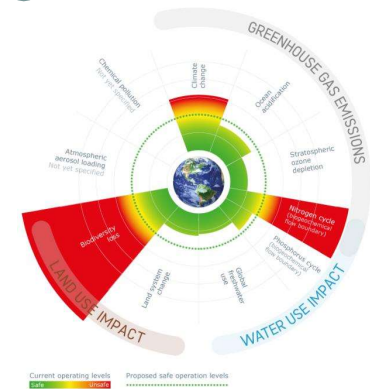 GREENHOUSE GAS EMISSIONS
Climate
change
Ocean
acidification
Stratospheric
ozone
depletion
Nitrogen cycle
(biogeochemical
flow boundary)
Phosphorus cycle
(biogeochemical
flow boundary)
Global
freshwater
use
Land system
change
Biodiversity
loss
Atmospheric
aerosol loading
Not yet specified
Chemical pollution
Not yet specified
WATER USE IMPACT
LAND USE IMPACT
Current operating levels
Safe Unsafe
Proposed safe operation levels